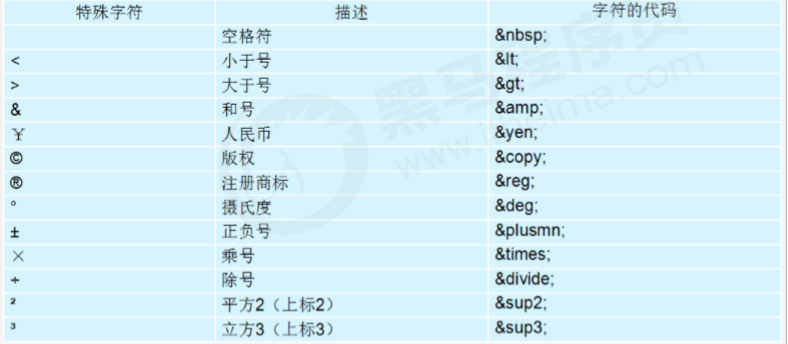 特殊字符 描述 字符的代码
空格符 &nbsp;
< 小于号 &lt;
> 大于号 &gt;
& 和号 &amp;
¥ 人民币 &yen;
© 版权 &copy;
® 注册商标 &reg;
° 摄氏度 &deg;
± 正负号 &plusmn;
× 乘号 &times;
÷ 除号 &divide;
² 平方2（上标2） &sup2;
³ 立方3（上标3） &sup3;
黑马程序员